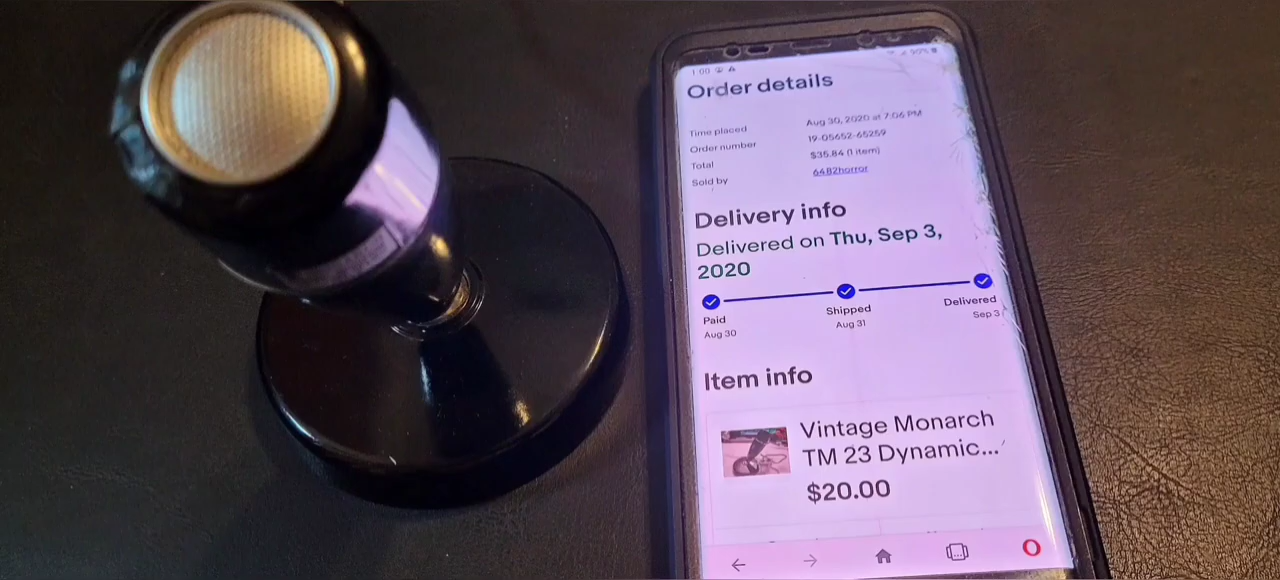 1:00
Order details
Time placed Aug 30, 2020 at 7:06 PM
Order number 19-05652-65259
Total $35.84 (1 item)
Sold by 6482horror
Delivery info
Delivered on Thu, Sep 3,
2020
Paid
Aug 30
Shipped
Aug 31
Delivered
Sep 3
Item info
Vintage Monarch
TM 23 Dynamic...
$20.00